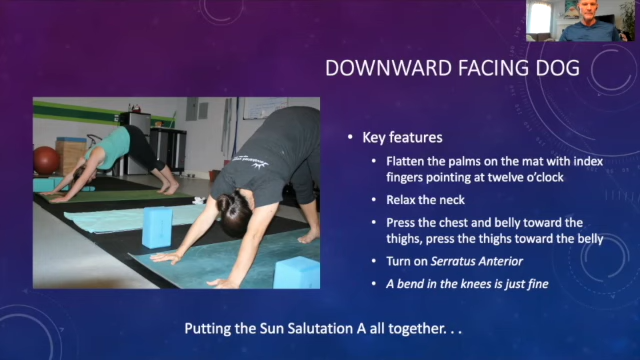 DOWNWARD FACING DOG
• Key features
• Flatten the palms on the mat with index
fingers pointing at twelve o'clock
• Relax the neck
• Press the chest and belly toward the
thighs, press the thighs toward the belly
• Turn on Serratus Anterior
• A bend in the knees is just fine
Putting the Sun Salutation A all together. . .